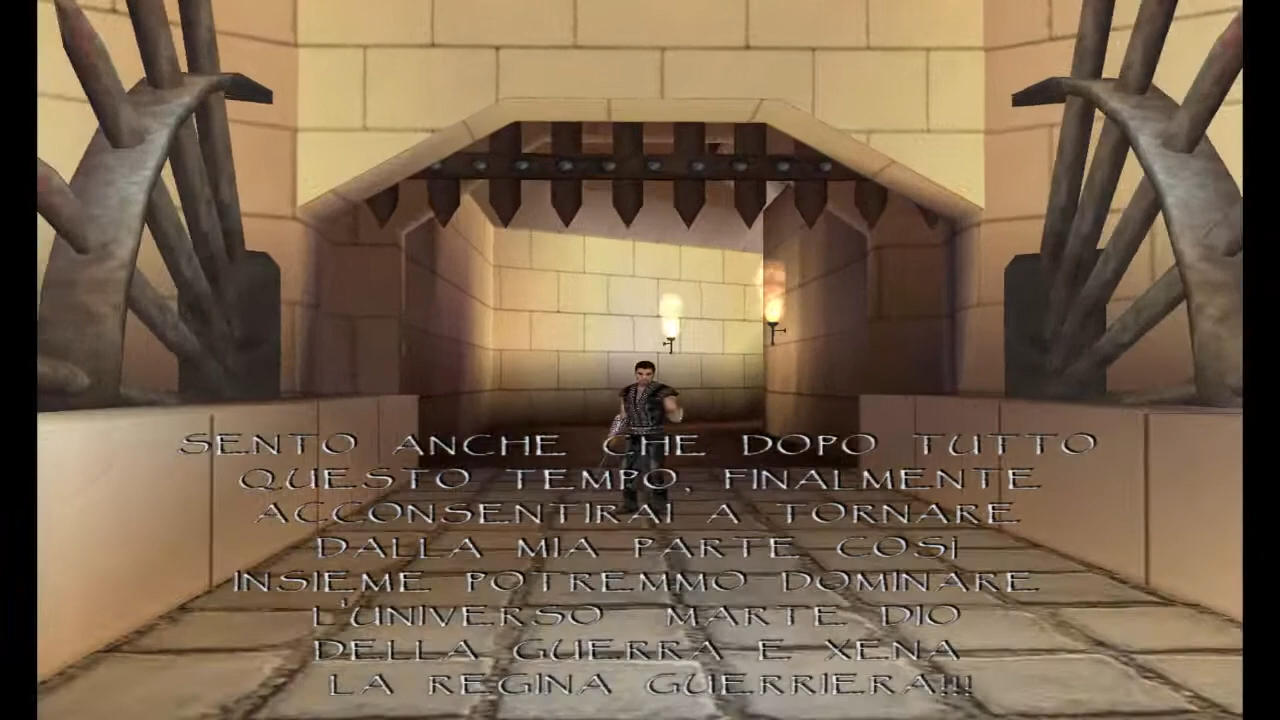 SENTO ANCHE CHE DOPO TUTTO
QUESTO TEMPO, FINALMENTE
ACCONSENTIRAI A TORNARE
DALLA MIA PARTE COSÌ
INSIEME POTREMMO DOMINARE
L'UNIVERSO MARTE DIO
DELLA GUERRA E XENA
LA REGINA GUERRIERA!!!